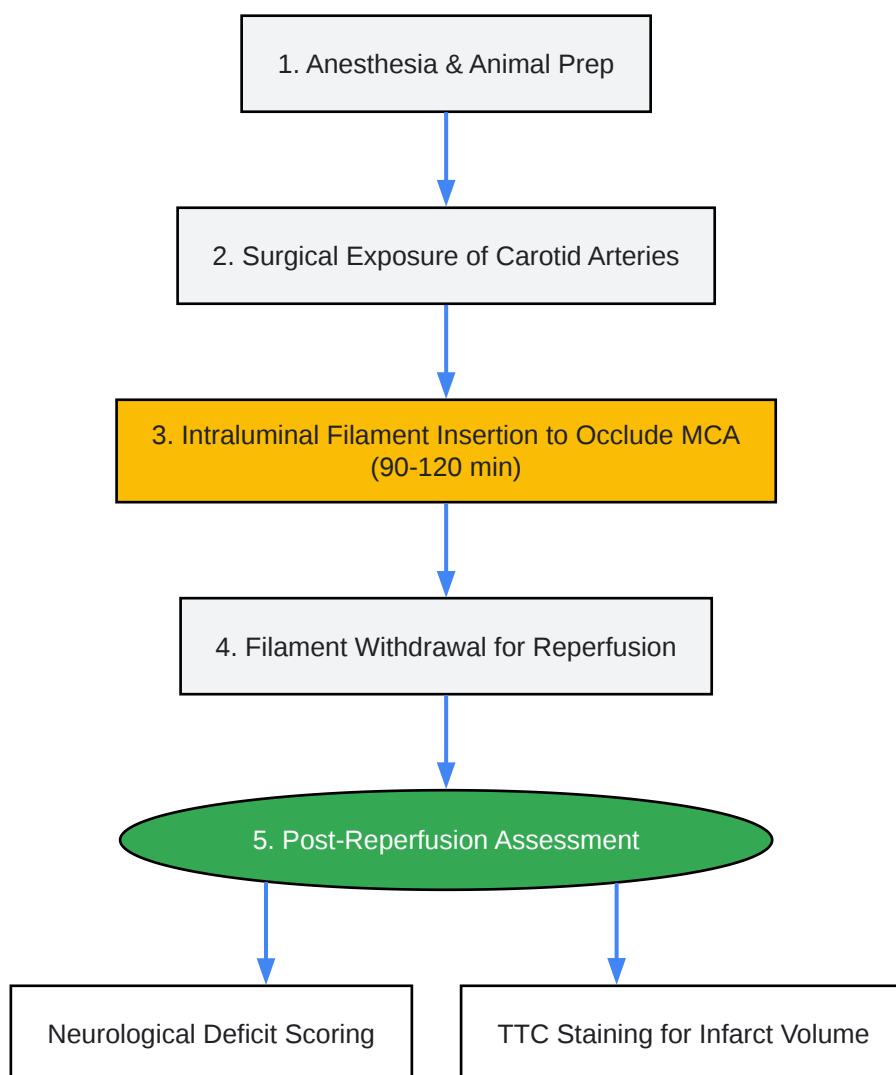 1. Anesthesia & Animal Prep
2. Surgical Exposure of Carotid Arteries
3. Intraluminal Filament Insertion to Occlude MCA
(90-120 min)
4. Filament Withdrawal for Reperfusion
5. Post-Reperfusion Assessment
Neurological Deficit Scoring
TTC Staining for Infarct Volume